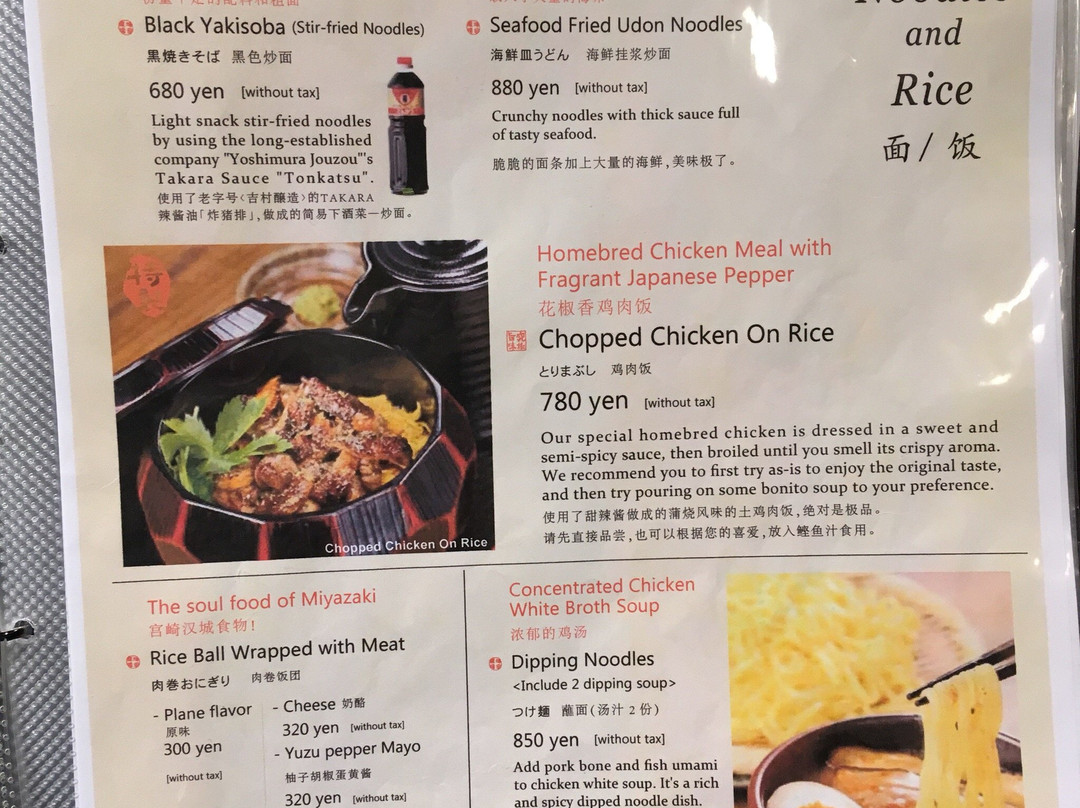 Black Yakisoba (Stir-fried Noodles)
黒焼きそば 黑色炒面
680 yen [without tax]
Light snack stir-fried noodles
by using the long-established
company "Yoshimura Jouzou"'s
Takara Sauce "Tonkatsu".
使用了老字号〈吉村醸造〉的TAKARA
辣酱油「炸猪排」,做成的简易下酒菜一炒面。
Seafood Fried Udon Noodles
海鮮皿うどん 海鲜挂浆炒面
880 yen [without tax]
Crunchy noodles with thick sauce full
of tasty seafood.
脆脆的面条加上大量的海鲜,美味极了。
and
Rice
面/饭
Homebred Chicken Meal with
Fragrant Japanese Pepper
花椒香鸡肉饭
Chopped Chicken On Rice
とりまぶし 鸡肉饭
780 yen [without tax]
Our special homebred chicken is dressed in a sweet and
semi-spicy sauce, then broiled until you smell its crispy aroma.
We recommend you to first try as-is to enjoy the original taste,
and then try pouring on some bonito soup to your preference.
使用了甜辣酱做成的蒲烧风味的土鸡肉饭,绝对是极品。
请先直接品尝,也可以根据您的喜爱,放入鲣鱼汁食用。
Chopped Chicken On Rice
The soul food of Miyazaki
宫崎汉城食物!
Rice Ball Wrapped with Meat
肉巻おにぎり 肉卷饭团
- Plane flavor
原味
300 yen
[without tax]
- Cheese 奶酪
320 yen [without tax]
- Yuzu pepper Mayo
柚子胡椒蛋黄酱
320 yen [without tax]
Concentrated Chicken
White Broth Soup
浓郁的鸡汤
Dipping Noodles
<Include 2 dipping soup>
つけ麺 蘸面(汤汁2份)
850 yen [without tax]
Add pork bone and fish umami
to chicken white soup. It's a rich
and spicy dipped noodle dish.